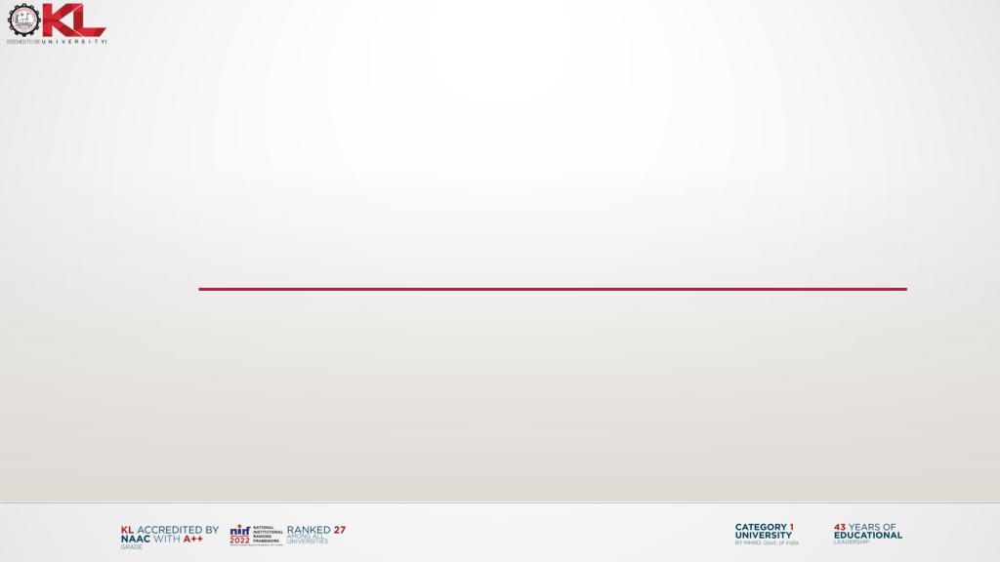 KL
(DEEMED TO BE UNIVERSITY)
KL ACCREDITED BY
NAAC WITH A++
GRADE
nirf
2022
NATIONAL
INSTITUTIONAL
RANKING
FRAMEWORK
RANKED 27
AMONG ALL
UNIVERSITIES
CATEGORY 1
UNIVERSITY
BY MHRD, Govt. of India
43 YEARS OF
EDUCATIONAL
LEADERSHIP